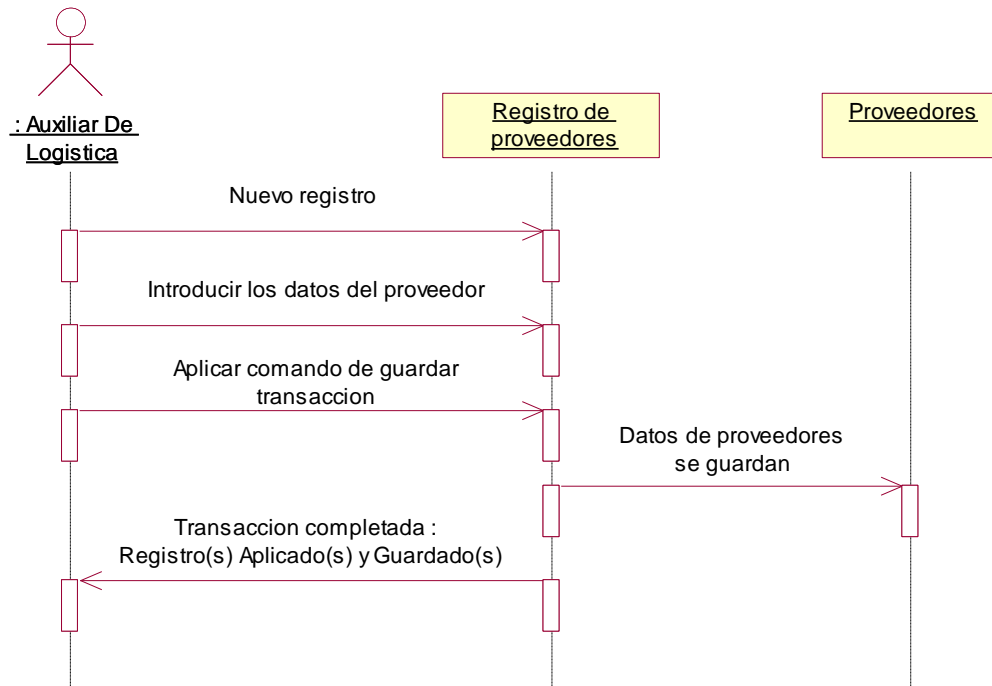 : Auxiliar De
Logistica
Registro de
proveedores
Proveedores
Nuevo registro
Introducir los datos del proveedor
Aplicar comando de guardar
transaccion
Datos de proveedores
se guardan
Transaccion completada :
Registro(s) Aplicado(s) y Guardado(s)